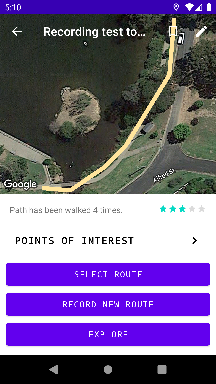 5:10
Recording test to...
Google
Path has been walked 4 times.
POINTS OF INTEREST
SELECT ROUTE
RECORD NEW ROUTE
EXPLORE